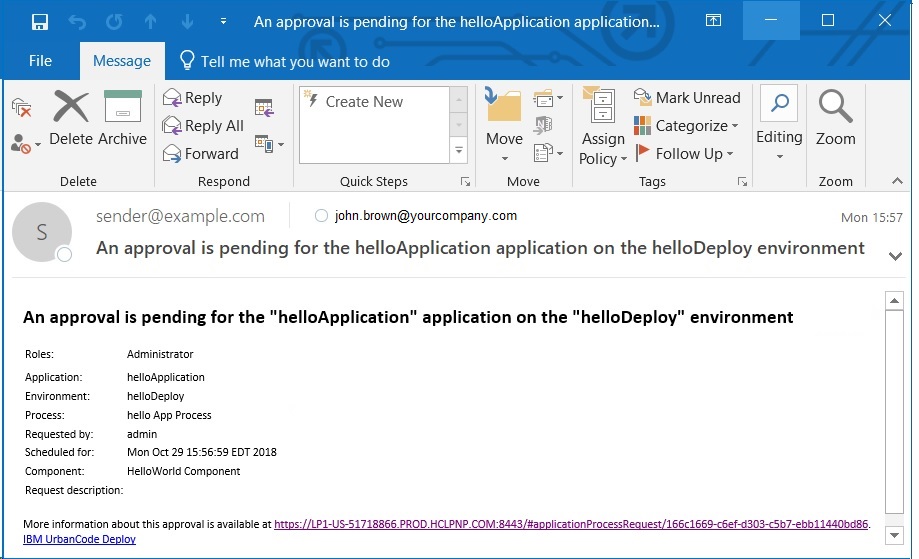 An approval is pending for the helloApplication application...
File Message Tell me what you want to do
Delete Archive
Reply
Reply All
Forward
Create New
Move
Assign Policy
Mark Unread
Categorize
Follow Up
Editing
Zoom
Delete Respond Quick Steps Move Tags Zoom
S
sender@example.com john.brown@yourcompany.com Mon 15:57
An approval is pending for the helloApplication application on the helloDeploy environment
An approval is pending for the "helloApplication" application on the "helloDeploy" environment
Roles: Administrator
Application: helloApplication
Environment: helloDeploy
Process: hello App Process
Requested by: admin
Scheduled for: Mon Oct 29 15:56:59 EDT 2018
Component: HelloWorld Component
Request description:
More information about this approval is available at https://LP1-US-51718866.PROD.HCLPNP.COM:8443/#applicationProcessRequest/166c1669-c6ef-d303-c5b7-ebb11440bd86.
IBM UrbanCode Deploy